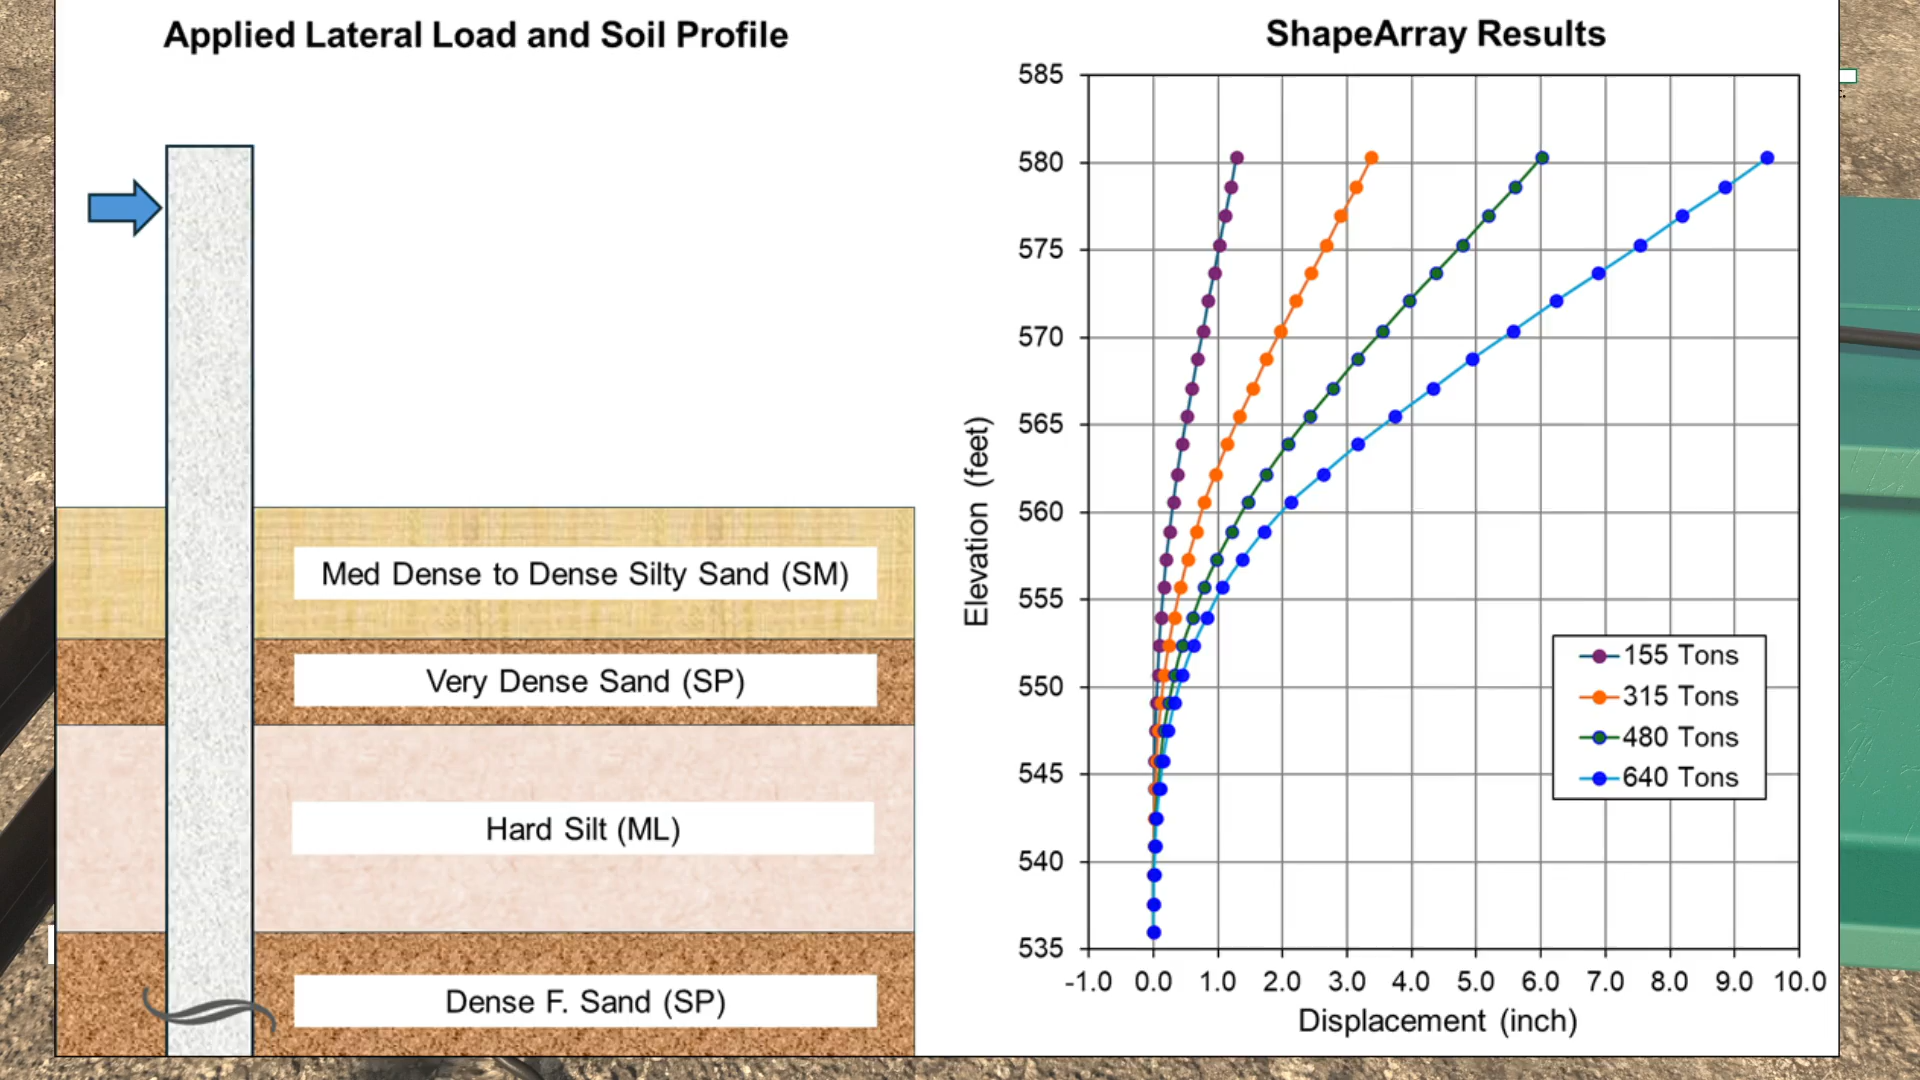 Applied Lateral Load and Soil Profile
Med Dense to Dense Silty Sand (SM)
Very Dense Sand (SP)
Hard Silt (ML)
Dense F. Sand (SP)
ShapeArray Results
585
580
575
570
565
560
555
550
545
540
535
Elevation (feet)
155 Tons
315 Tons
480 Tons
640 Tons
-1.0 0.0 1.0 2.0 3.0 4.0 5.0 6.0 7.0 8.0 9.0 10.0
Displacement (inch)